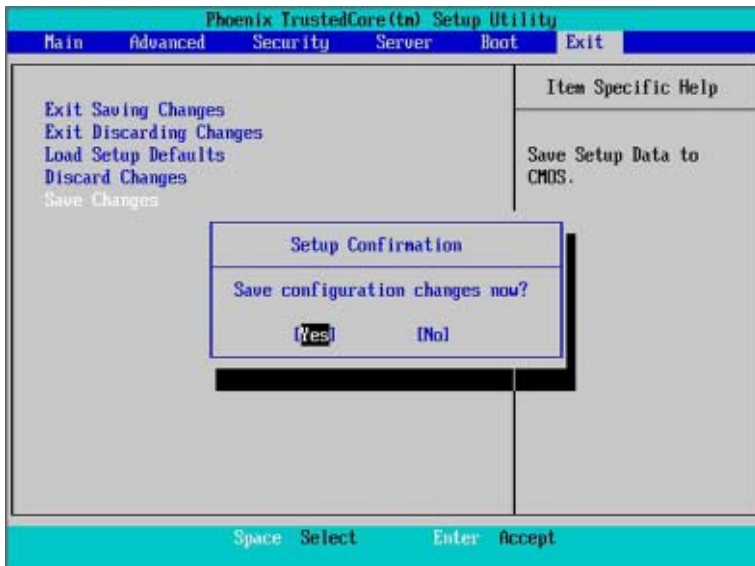 Phoenix TrustedCore(tm) Setup Utility
Main Advanced Security Server Boot Exit
Item Specific Help
Exit Saving Changes
Exit Discarding Changes
Load Setup Defaults
Discard Changes
Save Changes
Save Setup Data to
CMOS.
Setup Confirmation
Save configuration changes now?
[Yes] [No]
Space Select Enter Accept